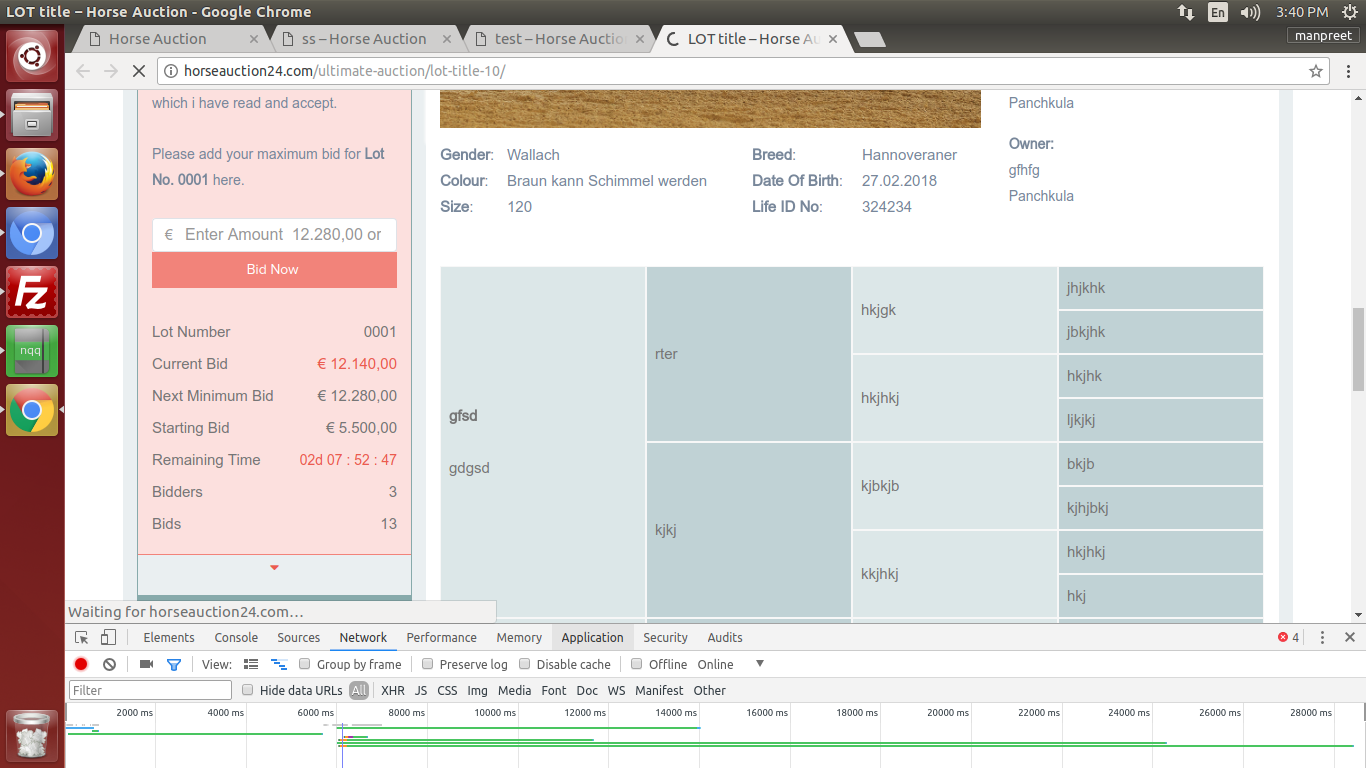 LOT title – Horse Auction - Google Chrome
En
3:40 PM
manpreet
Horse Auction
ss – Horse Auction
test – Horse Auctio
LOT title – Horse Au
horseauction24.com/ultimate-auction/lot-title-10/
which i have read and accept.
Please add your maximum bid for Lot
No. 0001 here.
€ Enter Amount 12.280,00 or
Bid Now
Lot Number 0001
Current Bid € 12.140,00
Next Minimum Bid € 12.280,00
Starting Bid € 5.500,00
Remaining Time 02d 07 : 52 : 47
Bidders 3
Bids 13
Gender: Wallach
Colour: Braun kann Schimmel werden
Size: 120
Breed: Hannoveraner
Date Of Birth: 27.02.2018
Life ID No: 324234
Panchkula
Owner:
gfhfg
Panchkula
gfsd
gdgsd
rter
kjkj
hkjgk
hkjhkj
kjbkjb
kkjhkj
jhjkhk
jbkjhk
hkjhk
ljkjkj
bkjb
kjhjbkj
hkjhkj
hkj
nqq
Fz
Waiting for horseauction24.com…
Elements Console Sources Network Performance Memory Application Security Audits
4
View: Group by frame Preserve log Disable cache Offline Online
Filter Hide data URLs All XHR JS CSS Img Media Font Doc WS Manifest Other
2000 ms 4000 ms 6000 ms 8000 ms 10000 ms 12000 ms 14000 ms 16000 ms 18000 ms 20000 ms 22000 ms 24000 ms 26000 ms 28000 ms